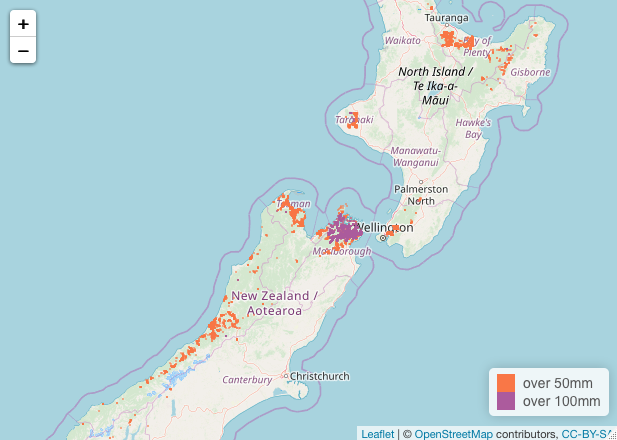 +
−
Tauranga
Waikato
Bay of
Plenty
North Island /
Te Ika-a-
Māui
Gisborne
Taranaki
Hawke's
Bay
Manawatu-
Wanganui
Palmerston
North
Tasman
Wellington
Marlborough
New Zealand /
Aotearoa
Canterbury
Christchurch
over 50mm
over 100mm
Leaflet | © OpenStreetMap contributors, CC-BY-SA